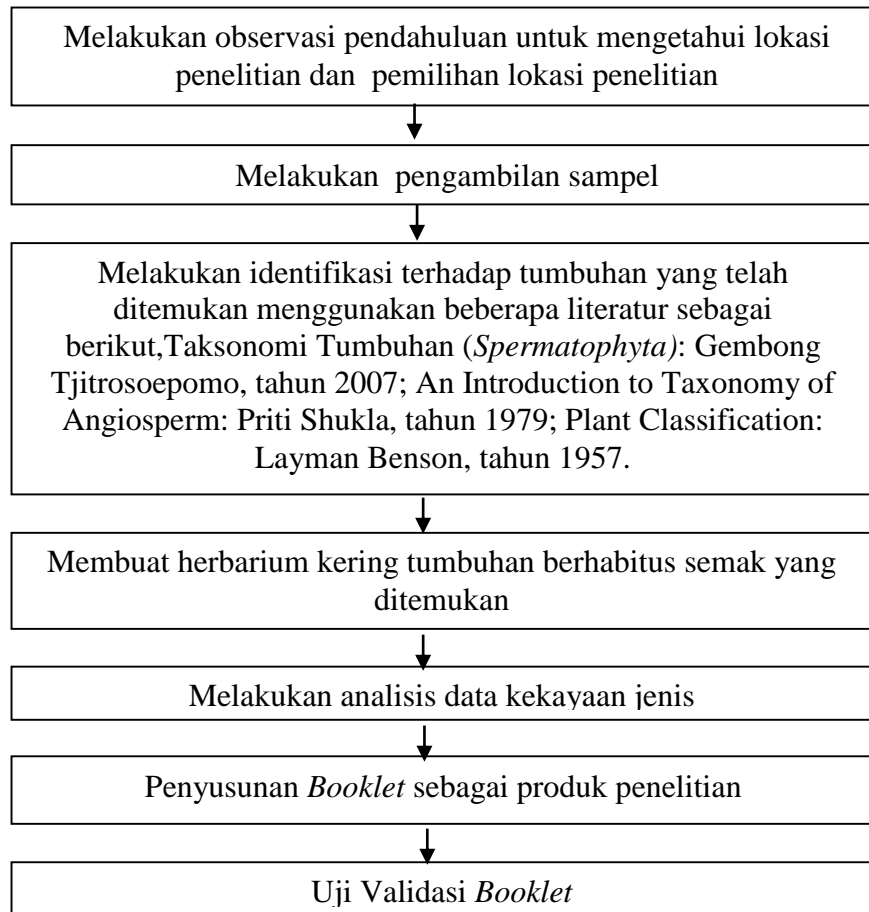 Melakukan observasi pendahuluan untuk mengetahui lokasi
penelitian dan pemilihan lokasi penelitian
Melakukan pengambilan sampel
Melakukan identifikasi terhadap tumbuhan yang telah
ditemukan menggunakan beberapa literatur sebagai
berikut,Taksonomi Tumbuhan (Spermatophyta): Gembong
Tjitrosoepomo, tahun 2007; An Introduction to Taxonomy of
Angiosperm: Priti Shukla, tahun 1979; Plant Classification:
Layman Benson, tahun 1957.
Membuat herbarium kering tumbuhan berhabitus semak yang
ditemukan
Melakukan analisis data kekayaan jenis
Penyusunan Booklet sebagai produk penelitian
Uji Validasi Booklet